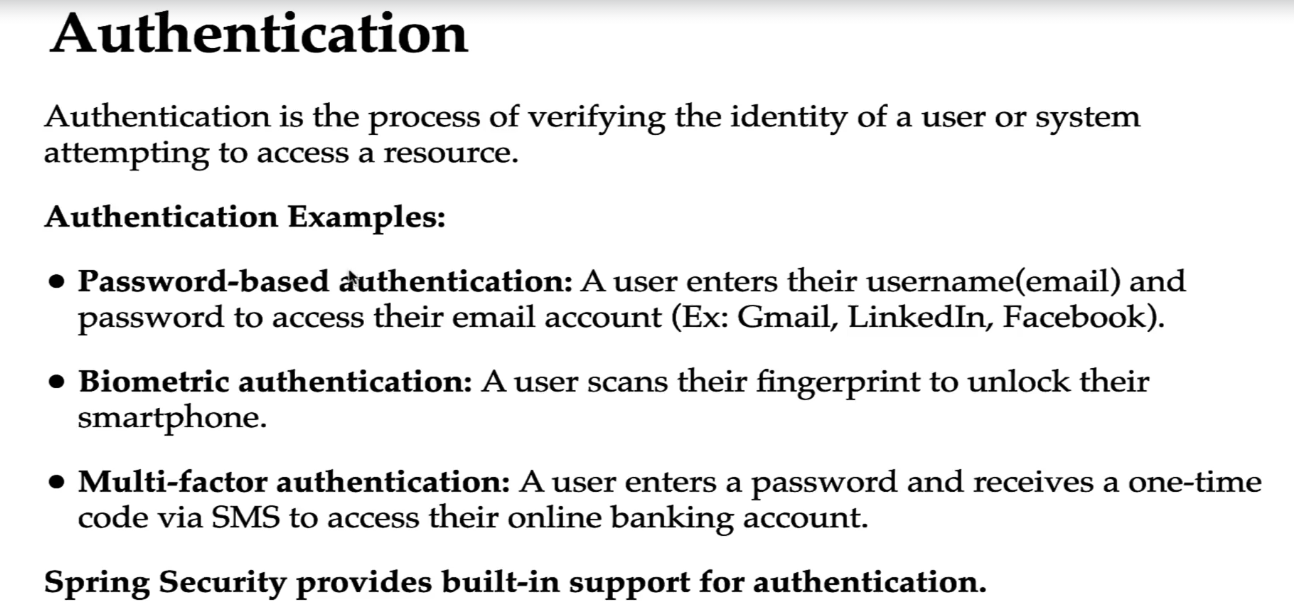 Authentication
Authentication is the process of verifying the identity of a user or system
attempting to access a resource.
Authentication Examples:
• Password-based authentication: A user enters their username(email) and
password to access their email account (Ex: Gmail, LinkedIn, Facebook).
• Biometric authentication: A user scans their fingerprint to unlock their
smartphone.
• Multi-factor authentication: A user enters a password and receives a one-time
code via SMS to access their online banking account.
Spring Security provides built-in support for authentication.